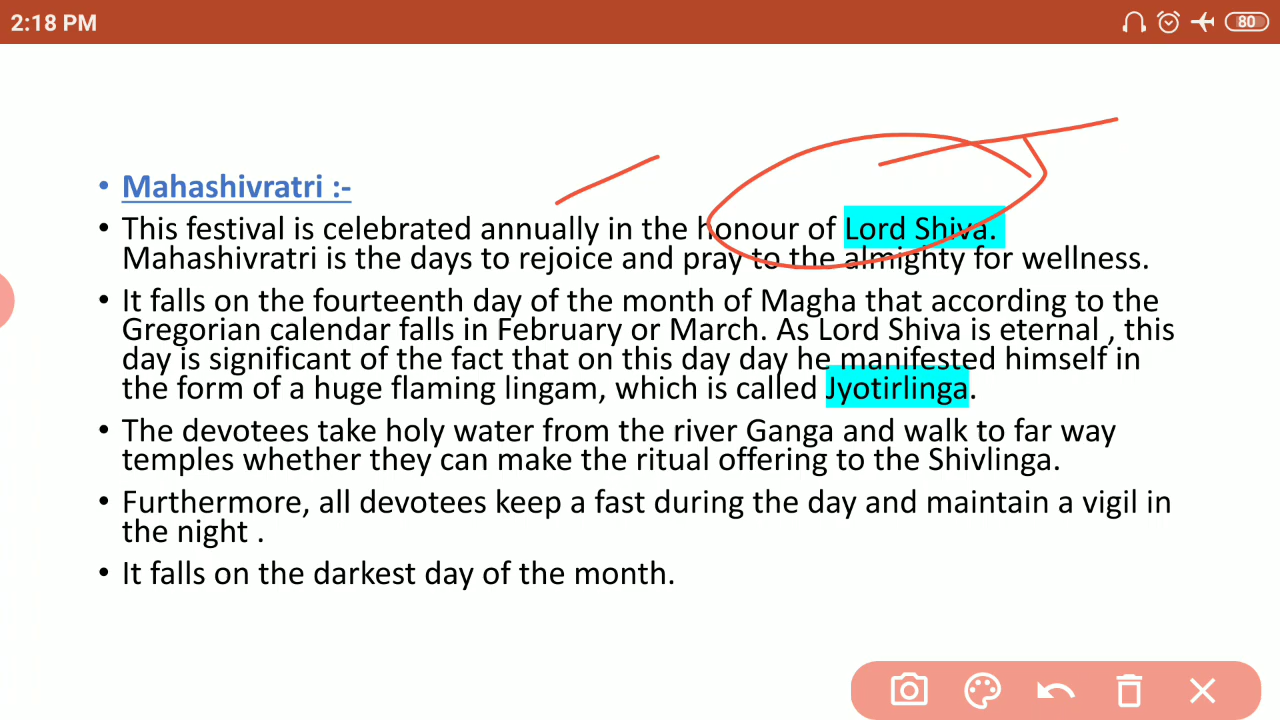 2:18 PM
80
• Mahashivratri :-
• This festival is celebrated annually in the honour of Lord Shiva.
Mahashivratri is the days to rejoice and pray to the almighty for wellness.
• It falls on the fourteenth day of the month of Magha that according to the
Gregorian calendar falls in February or March. As Lord Shiva is eternal , this
day is significant of the fact that on this day day he manifested himself in
the form of a huge flaming lingam, which is called Jyotirlinga.
• The devotees take holy water from the river Ganga and walk to far way
temples whether they can make the ritual offering to the Shivlinga.
• Furthermore, all devotees keep a fast during the day and maintain a vigil in
the night .
• It falls on the darkest day of the month.